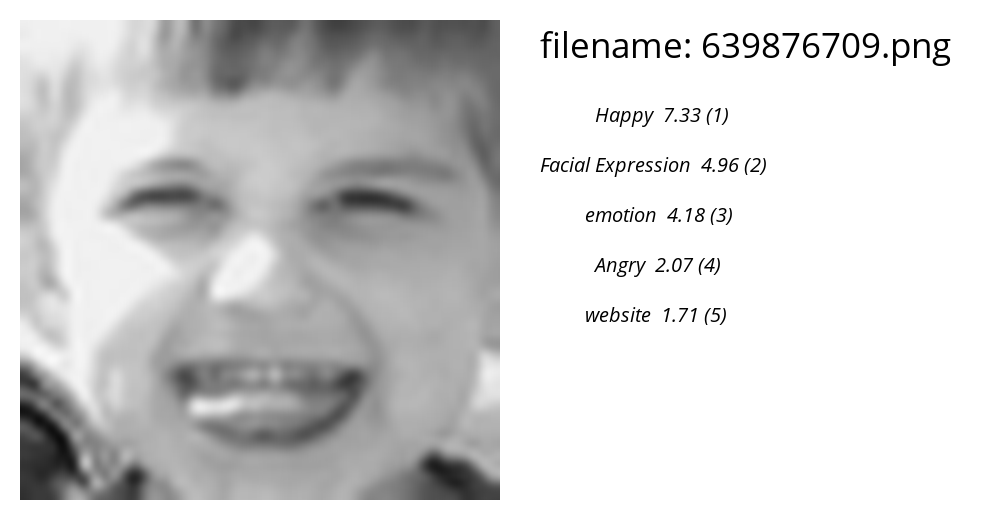 filename: 639876709.png
Happy 7.33 (1)
Facial Expression 4.96 (2)
emotion 4.18 (3)
Angry 2.07 (4)
website 1.71 (5)